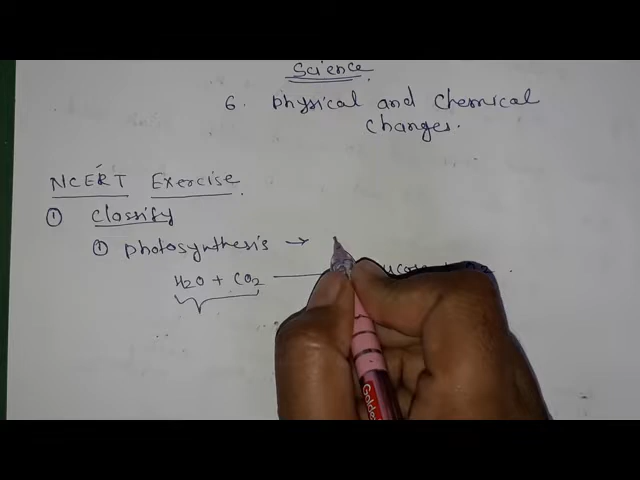 Science.
6. Physical and Chemical
Changes.
NCERT Exercise.
① Classify
① Photosynthesis →
H₂O + CO₂ —